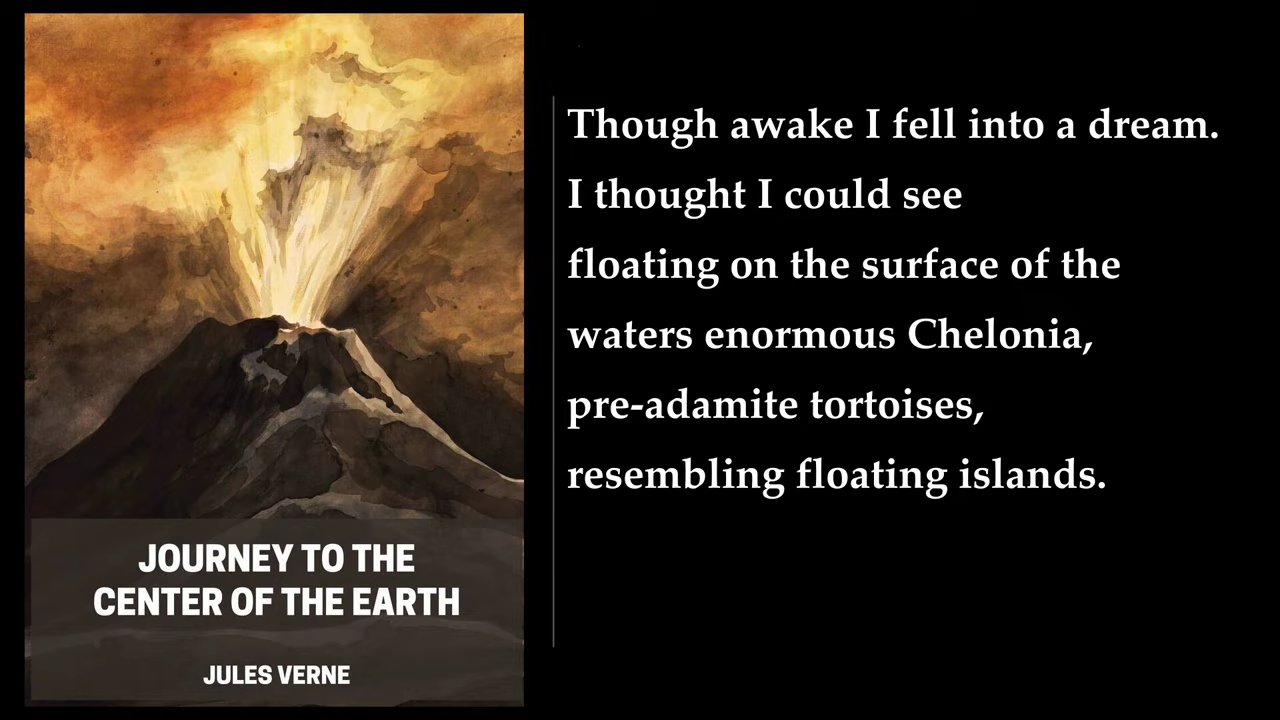 JOURNEY TO THE
CENTER OF THE EARTH
JULES VERNE
Though awake I fell into a dream.
I thought I could see
floating on the surface of the
waters enormous Chelonia,
pre-adamite tortoises,
resembling floating islands.